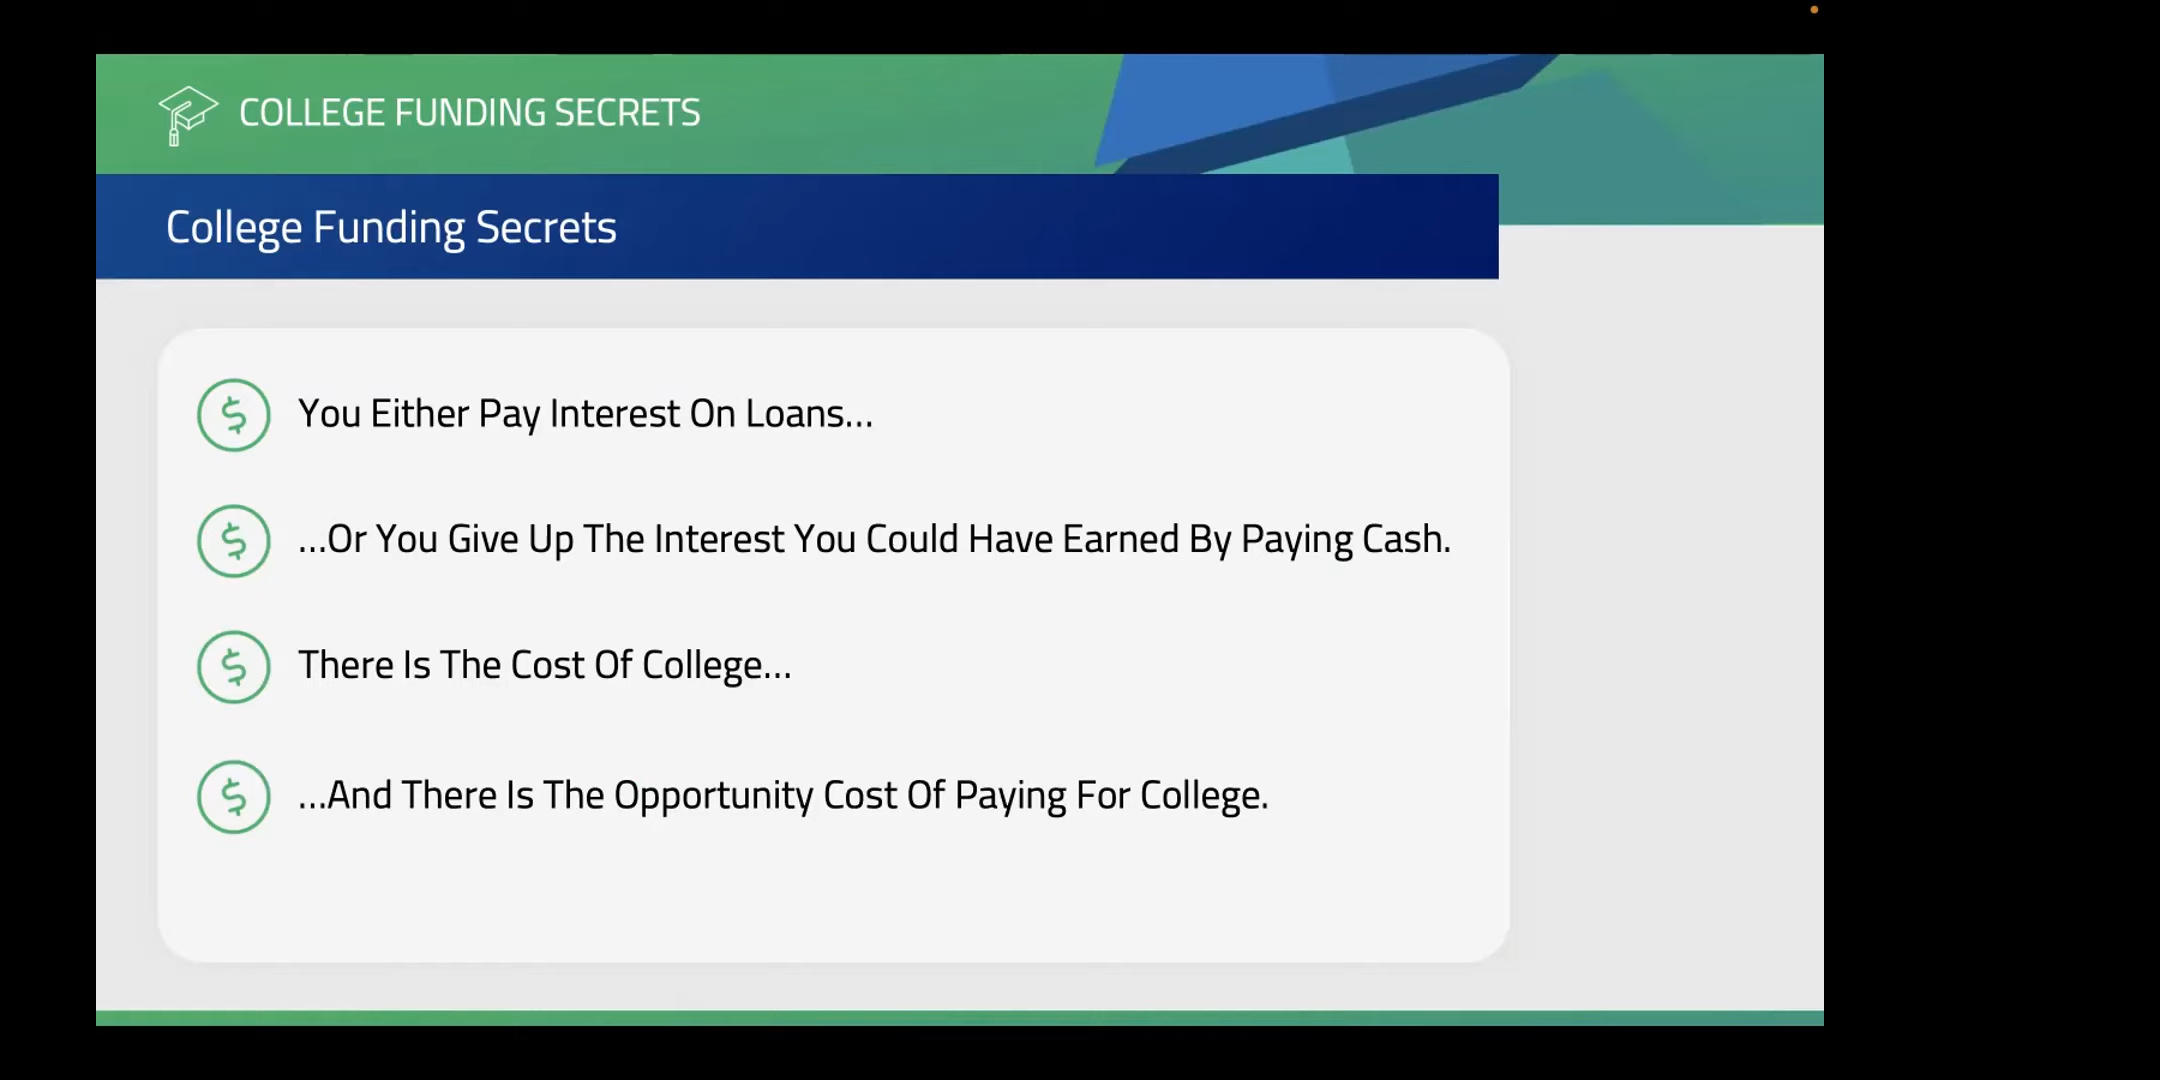 COLLEGE FUNDING SECRETS
College Funding Secrets
You Either Pay Interest On Loans...
...Or You Give Up The Interest You Could Have Earned By Paying Cash.
There Is The Cost Of College...
...And There Is The Opportunity Cost Of Paying For College.